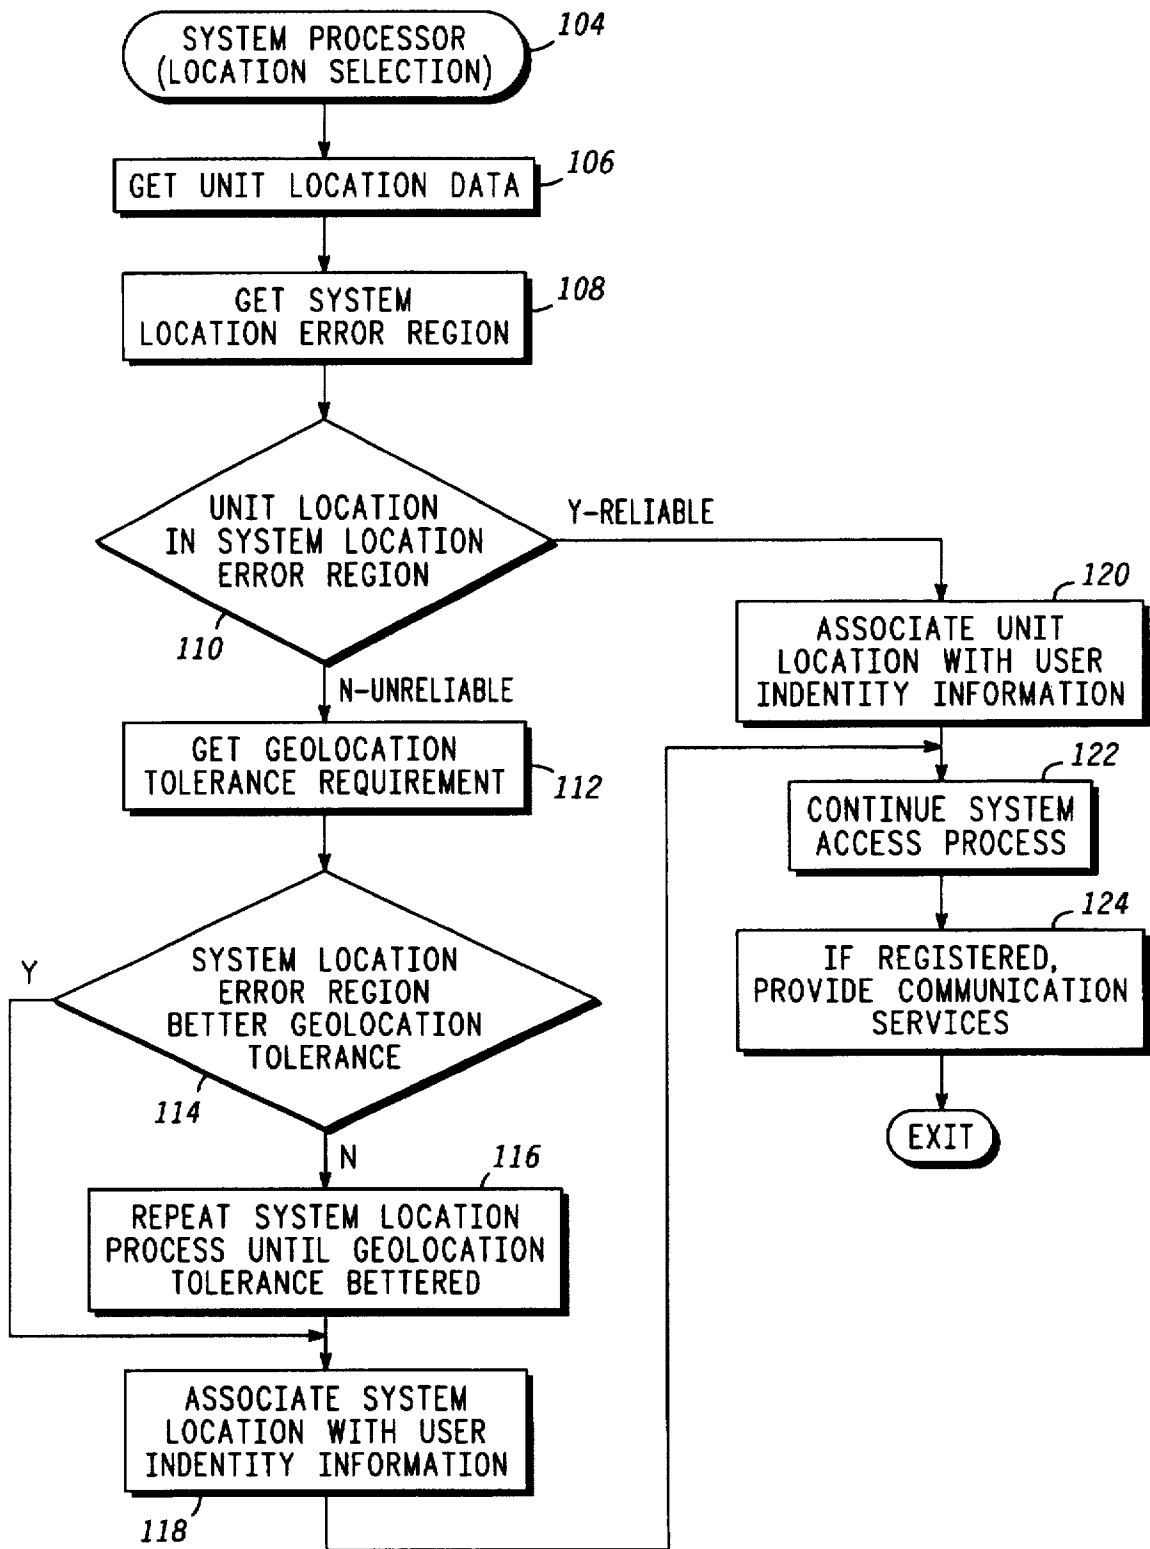 SYSTEM PROCESSOR
(LOCATION SELECTION)
104
GET UNIT LOCATION DATA
106
GET SYSTEM
LOCATION ERROR REGION
108
UNIT LOCATION
IN SYSTEM LOCATION
ERROR REGION
110
Y-RELIABLE
N-UNRELIABLE
GET GEOLOCATION
TOLERANCE REQUIREMENT
112
SYSTEM LOCATION
ERROR REGION
BETTER GEOLOCATION
TOLERANCE
114
Y
N
116
REPEAT SYSTEM LOCATION
PROCESS UNTIL GEOLOCATION
TOLERANCE BETTERED
ASSOCIATE SYSTEM
LOCATION WITH USER
INDENTITY INFORMATION
118
120
ASSOCIATE UNIT
LOCATION WITH USER
INDENTITY INFORMATION
122
CONTINUE SYSTEM
ACCESS PROCESS
124
IF REGISTERED,
PROVIDE COMMUNICATION
SERVICES
EXIT